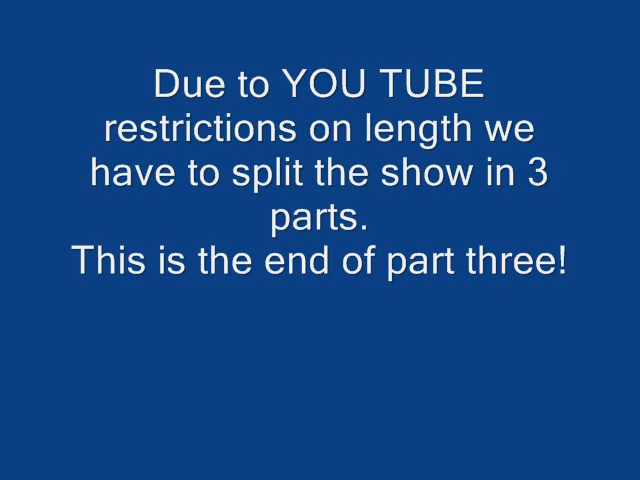 Due to YOU TUBE
restrictions on length we
have to split the show in 3
parts.
This is the end of part three!